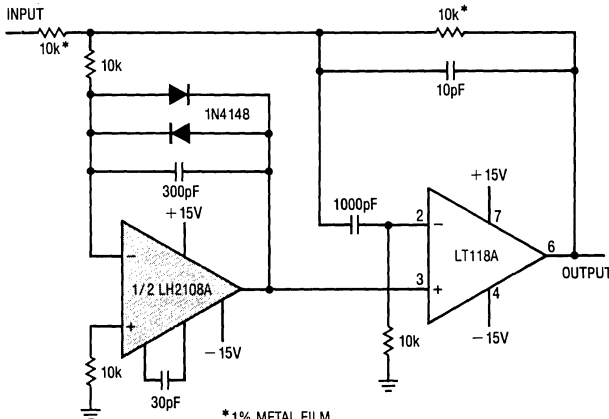 INPUT
10k*
10k*
10k
10pF
1N4148
300pF
+15V
1000pF
+15V
2
7
−
−
6
1/2 LH2108A
LT118A
OUTPUT
3
+
4
+
−15V
−15V
10k
10k
30pF
*1% METAL FILM